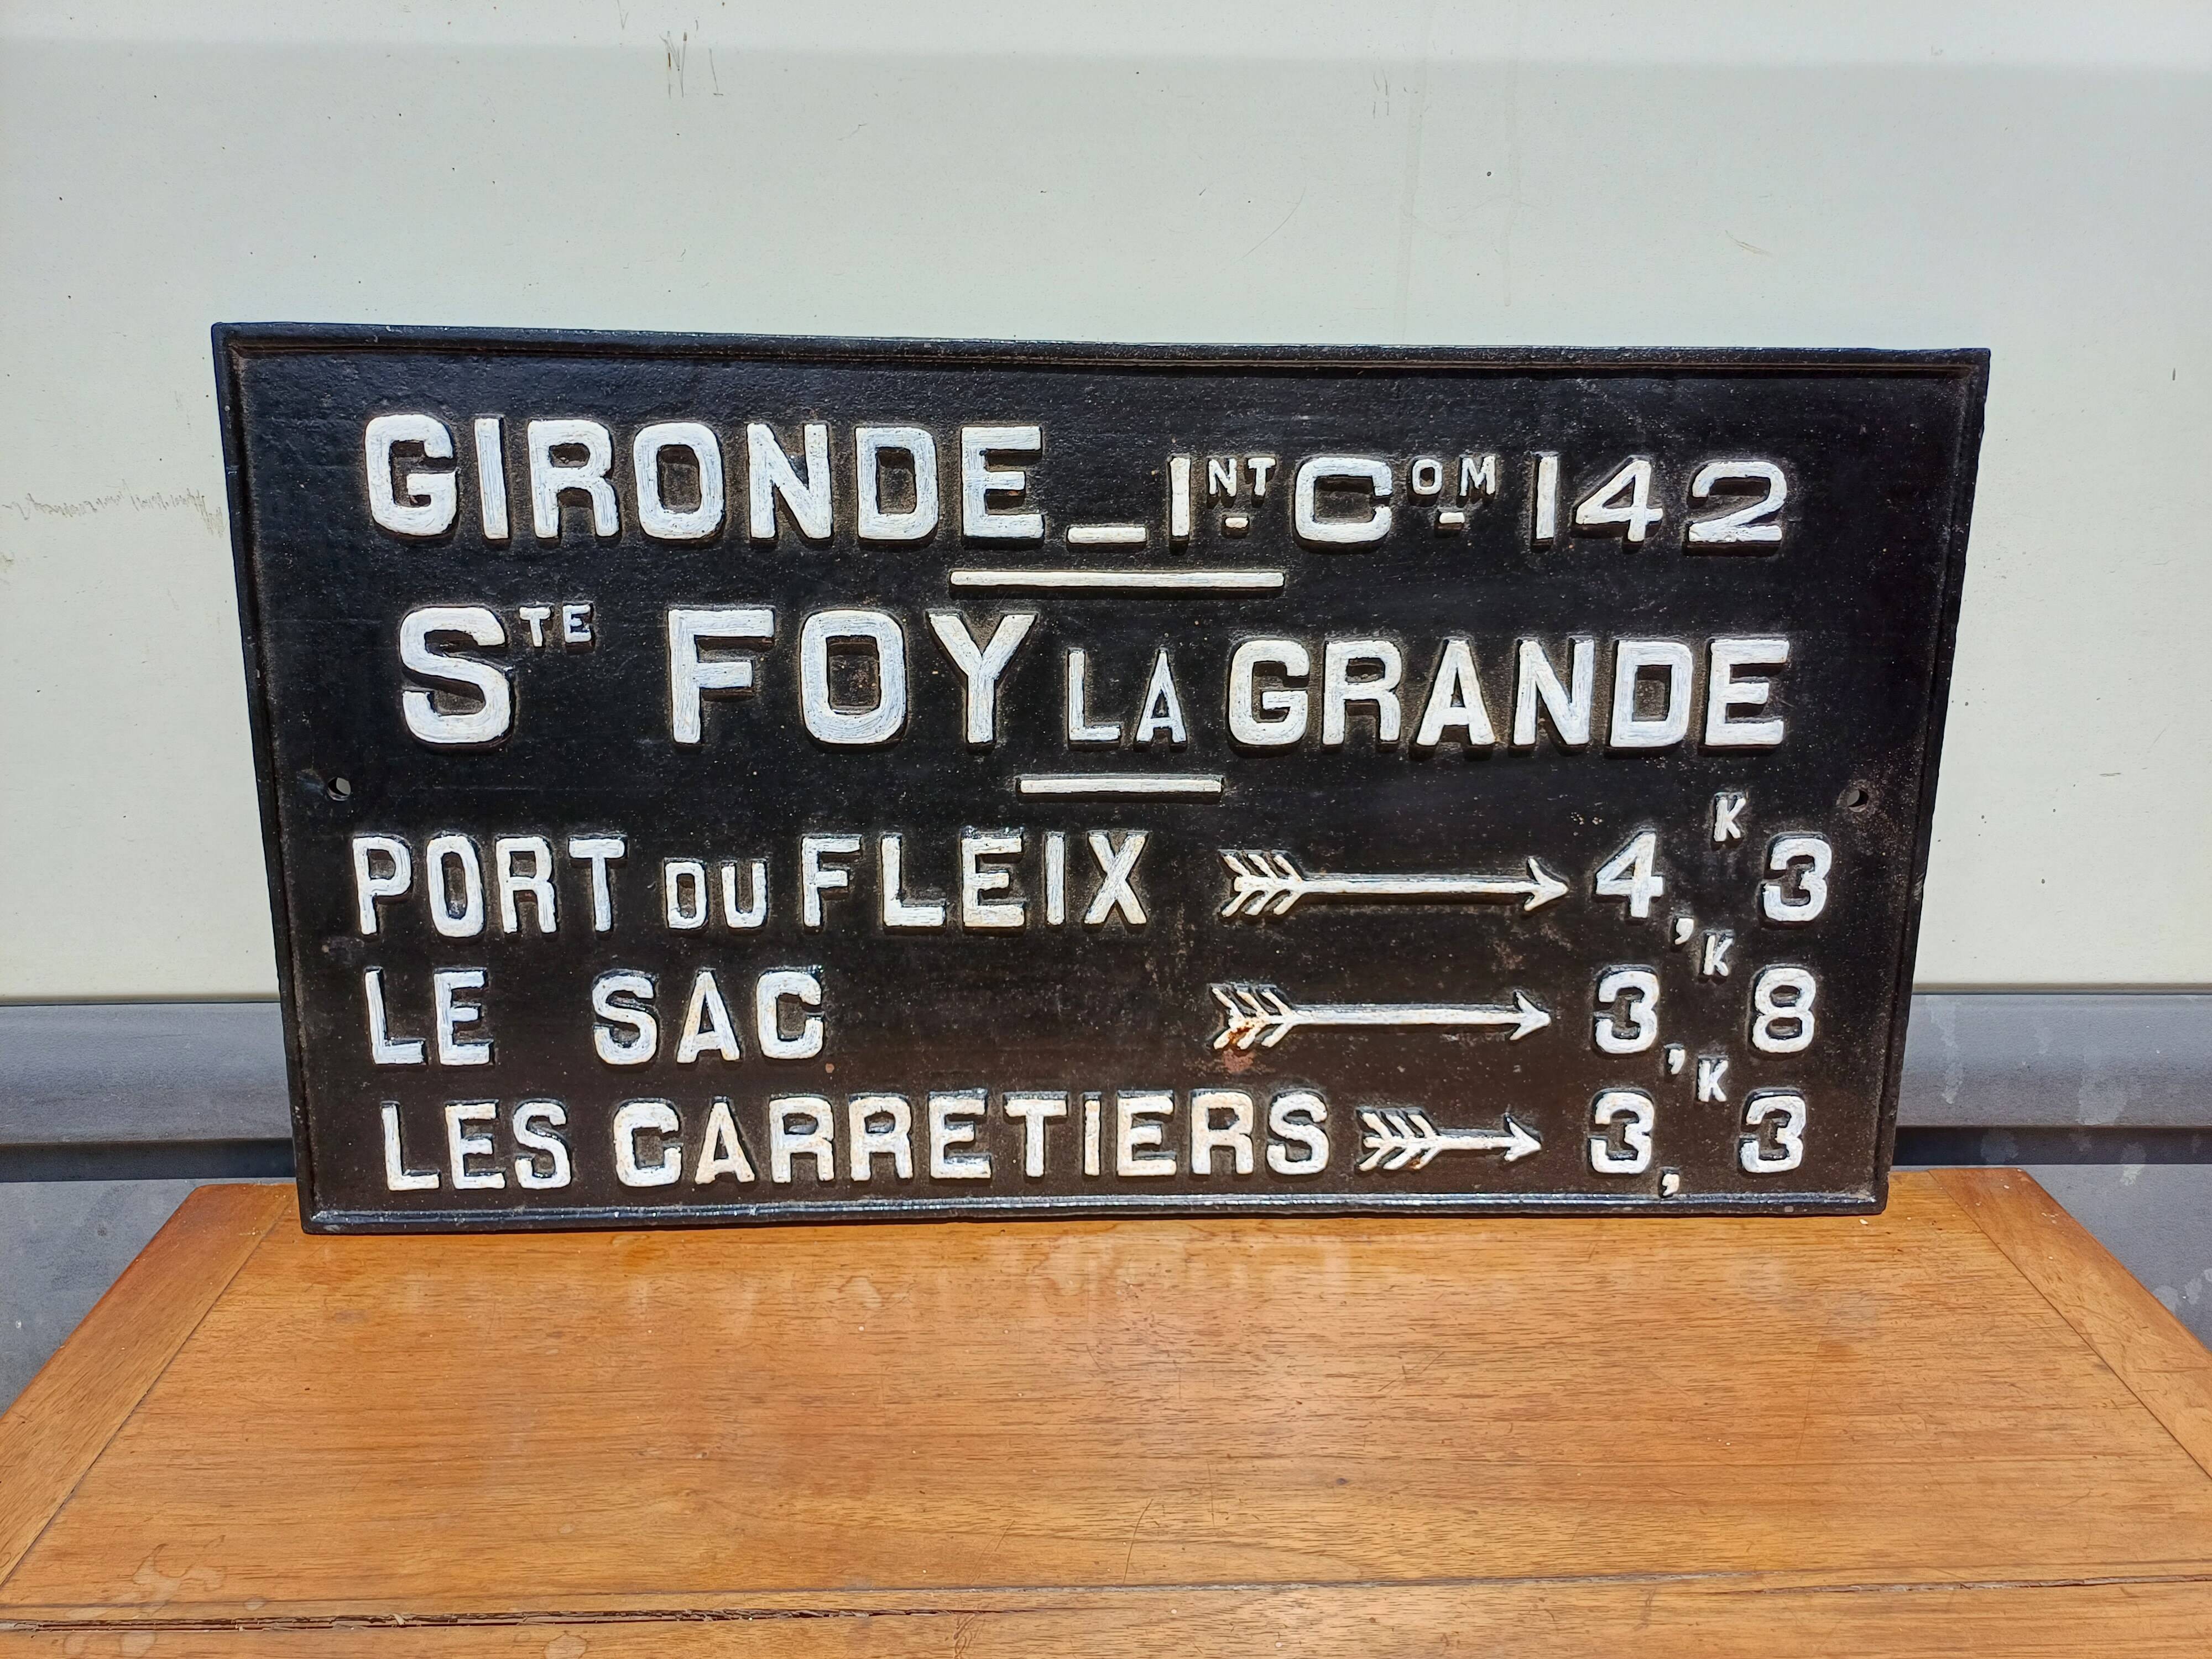 GIRONDE_INT COM 142
STE FOY LA GRANDE
PORT DU FLEIX 4,K3
LE SAC 3,K8
LES CARRETIERS 3,K3